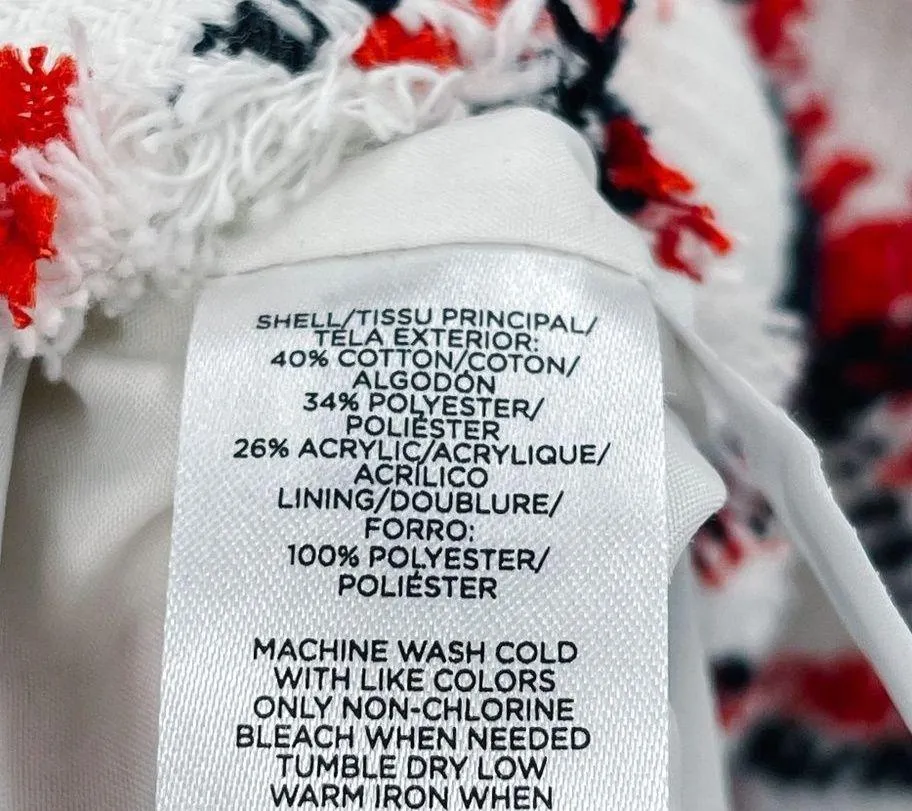 SHELL/TISSU PRINCIPAL/
TELA EXTERIOR:
40% COTTON/COTON/
ALGODÓN
34% POLYESTER/
POLIÉSTER
26% ACRYLIC/ACRYLIQUE/
ACRÍLICO
LINING/DOUBLURE/
FORRO:
100% POLYESTER/
POLIÉSTER
MACHINE WASH COLD
WITH LIKE COLORS
ONLY NON-CHLORINE
BLEACH WHEN NEEDED
TUMBLE DRY LOW
WARM IRON WHEN